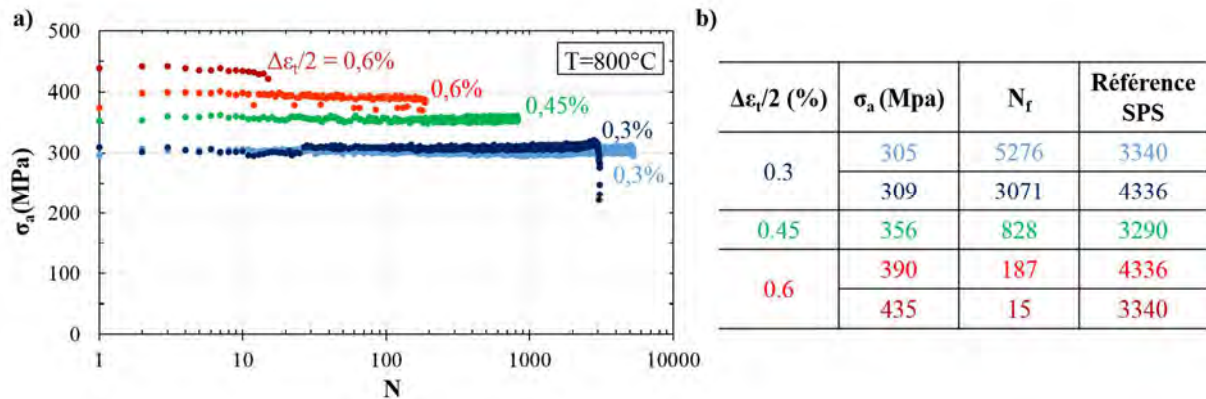 a)
500
400
300
200
100
0
σa(MPa)
1
10
100
1000
10000
N
T=800°C
Δεt/2 = 0,6%
0,6%
0,45%
0,3%
0,3%
b)
Δεt/2 (%) σa (Mpa) Nf Référence SPS
0.3 305 5276 3340
309 3071 4336
0.45 356 828 3290
0.6 390 187 4336
435 15 3340